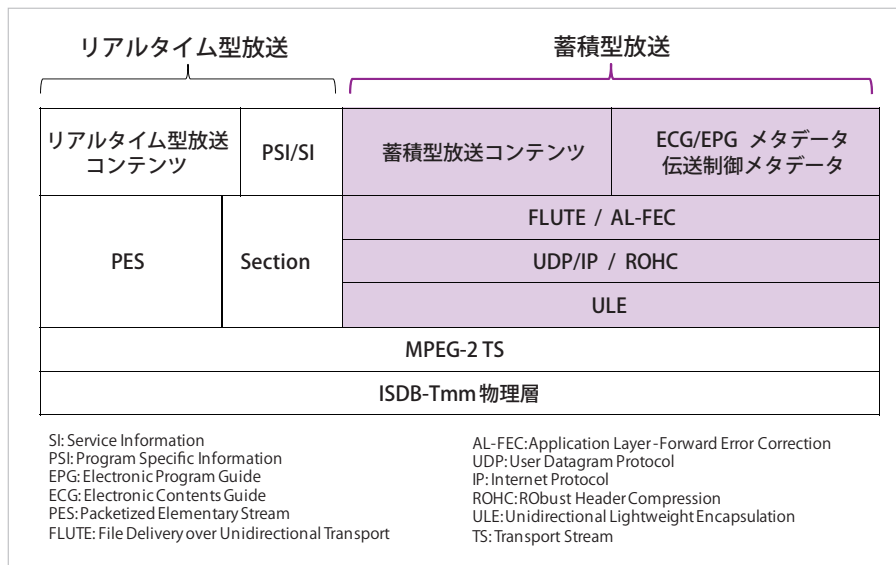 リアルタイム型放送
蓄積型放送
リアルタイム型放送
コンテンツ
PSI/SI
蓄積型放送コンテンツ
ECG/EPG メタデータ
伝送制御メタデータ
PES
Section
FLUTE / AL-FEC
UDP/IP / ROHC
ULE
MPEG-2 TS
ISDB-Tmm 物理層
SI: Service Information
PSI: Program Specific Information
EPG: Electronic Program Guide
ECG: Electronic Contents Guide
PES: Packetized Elementary Stream
FLUTE: File Delivery over Unidirectional Transport
AL-FEC: Application Layer - Forward Error Correction
UDP: User Datagram Protocol
IP: Internet Protocol
ROHC: RObust Header Compression
ULE: Unidirectional Lightweight Encapsulation
TS: Transport Stream